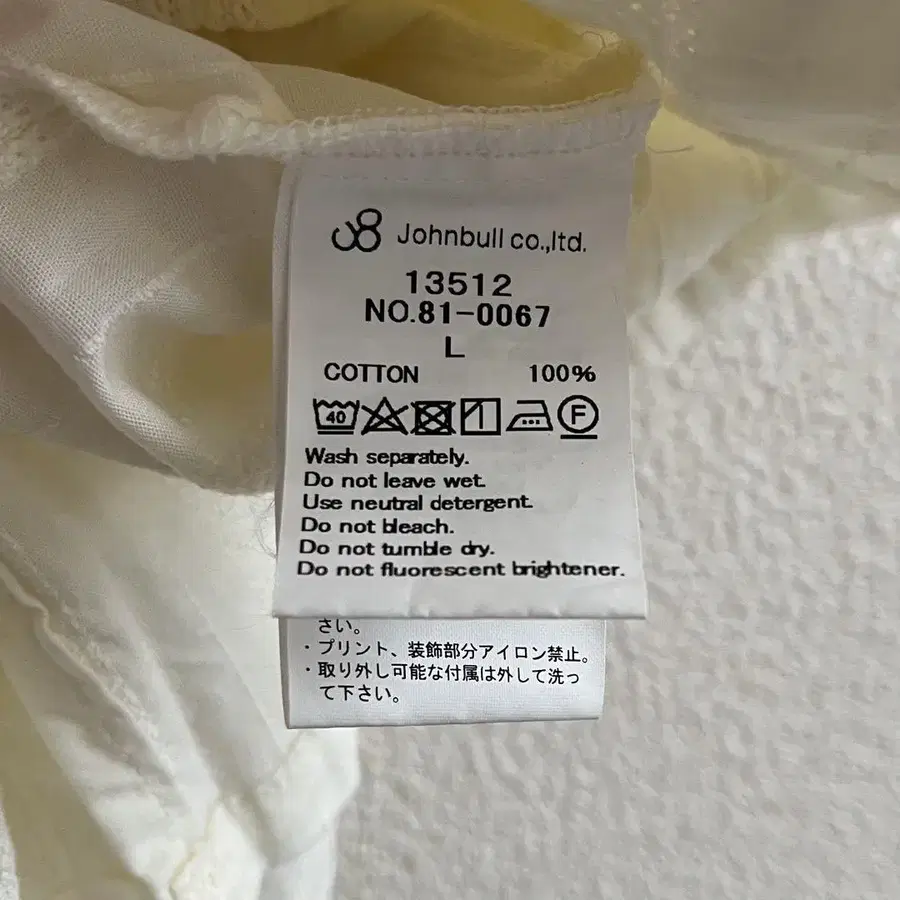 Johnbull co.,ltd.
13512
NO.81-0067
L
COTTON 100%
40 F
Wash separately.
Do not leave wet.
Use neutral detergent.
Do not bleach.
Do not tumble dry.
Do not fluorescent brightener.
さい。
・プリント、装飾部分アイロン禁止。
・取り外し可能な付属は外して洗っ
て下さい。